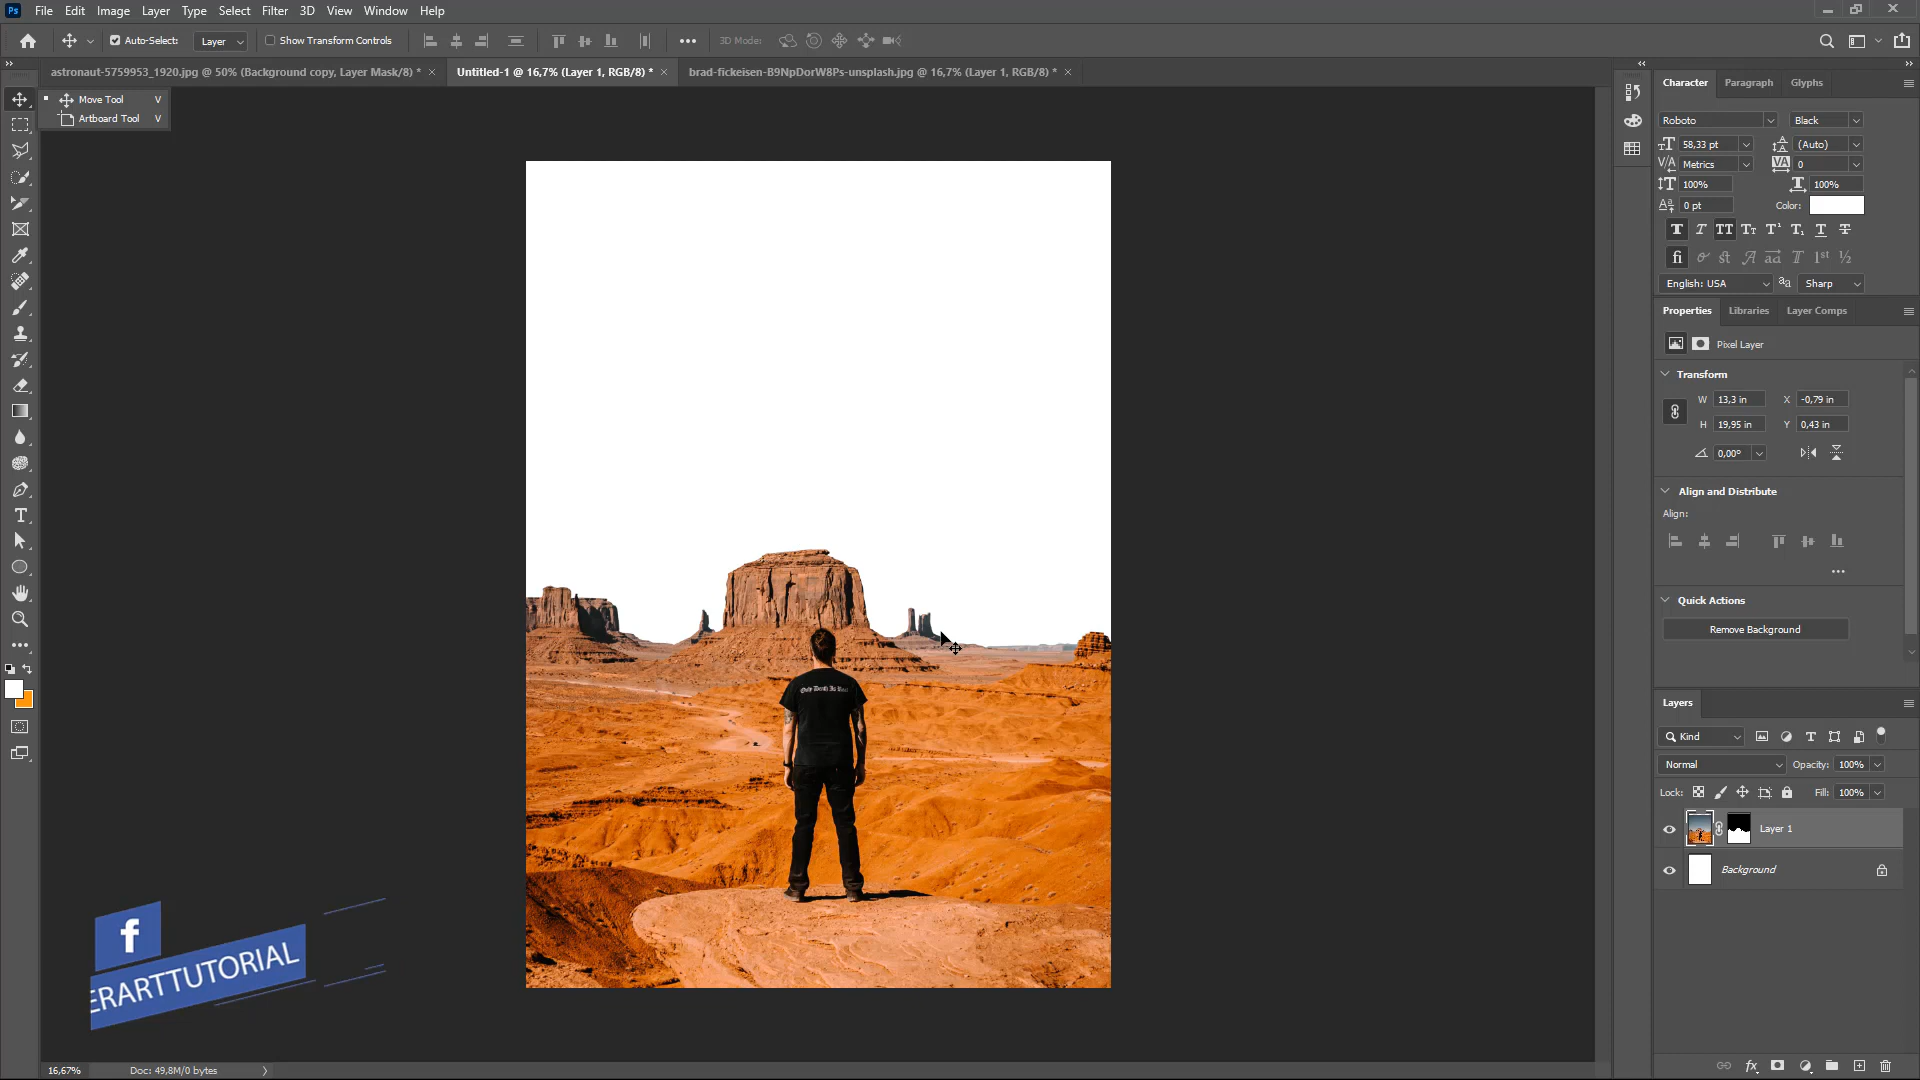 Ps File Edit Image Layer Type Select Filter 3D View Window Help
Auto-Select: Layer Show Transform Controls 3D Mode:
astronaut-5759953_1920.jpg @ 50% (Background copy, Layer Mask/8) * Untitled-1 @ 16,7% (Layer 1, RGB/8) * brad-fickeisen-B9NpDorW8Ps-unsplash.jpg @ 16,7% (Layer 1, RGB/8) *
Move Tool V
Artboard Tool V
Character Paragraph Glyphs
Roboto Black
58,33 pt (Auto)
Metrics 0
100% 100%
0 pt Color:
English: USA Sharp
Properties Libraries Layer Comps
Pixel Layer
Transform
W 13,3 in X -0,79 in
H 19,95 in Y 0,43 in
0,00°
Align and Distribute
Align:
Quick Actions
Remove Background
Layers
Kind
Normal Opacity: 100%
Lock: Fill: 100%
Layer 1
Background
Only Death Is Real
f
ERARTTUTORIAL
16,67% Doc: 49,8M/0 bytes